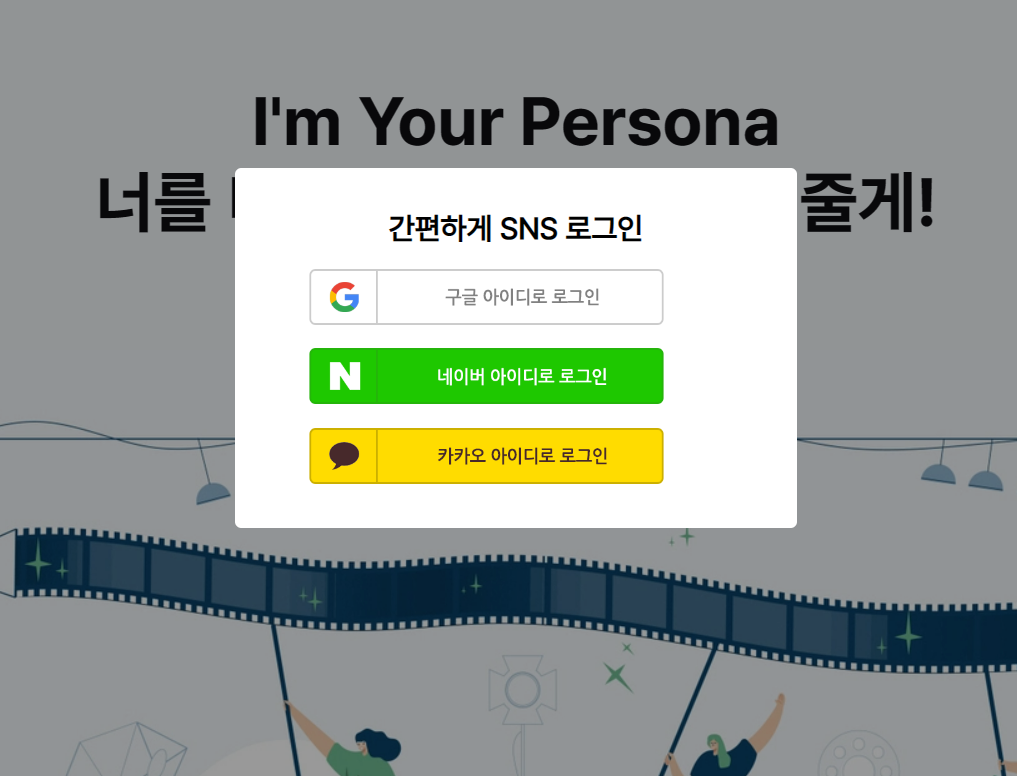 I'm Your Persona
너를 줄게!
간편하게 SNS 로그인
구글 아이디로 로그인
네이버 아이디로 로그인
카카오 아이디로 로그인